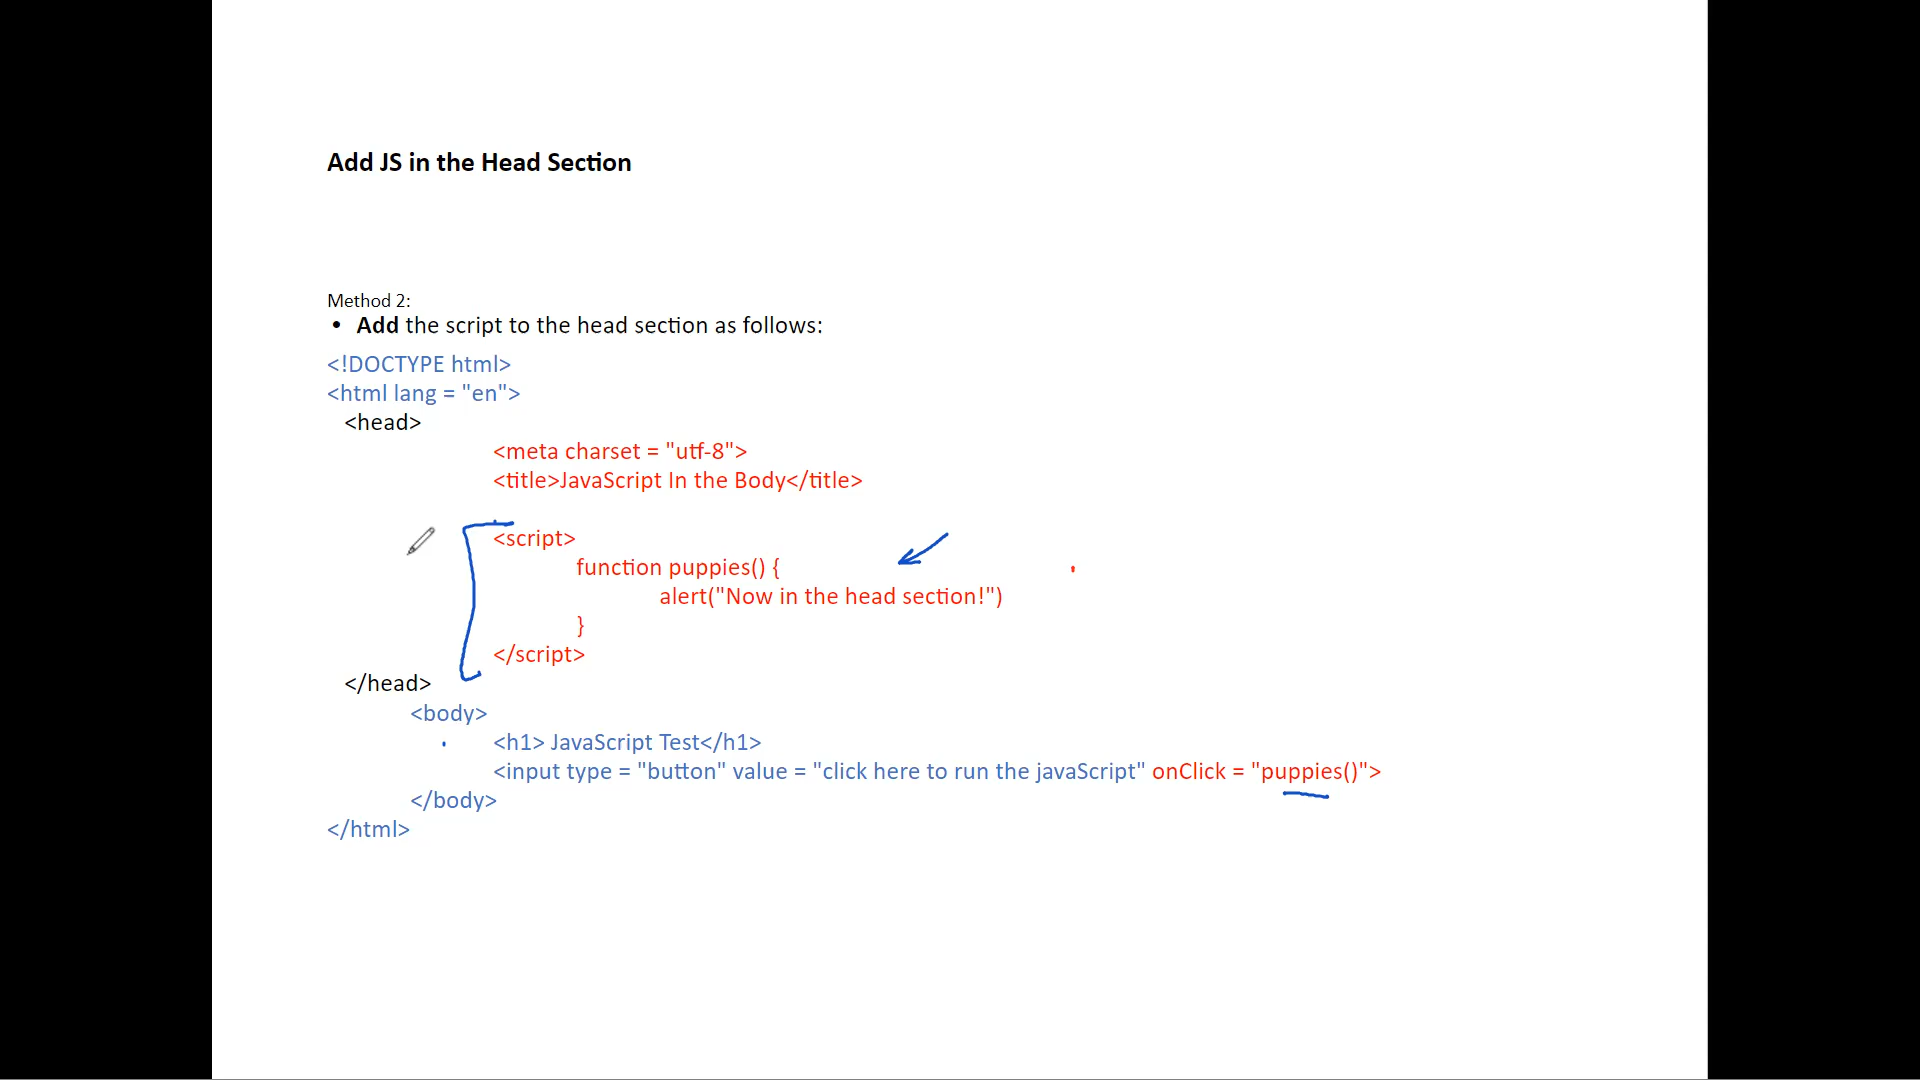 Add JS in the Head Section
Method 2:
• Add the script to the head section as follows:
<!DOCTYPE html>
<html lang = "en">
<head>
<meta charset = "utf-8">
<title>JavaScript In the Body</title>
<script>
function puppies() {
alert("Now in the head section!")
}
</script>
</head>
<body>
<h1> JavaScript Test</h1>
<input type = "button" value = "click here to run the javaScript" onClick = "puppies()">
</body>
</html>